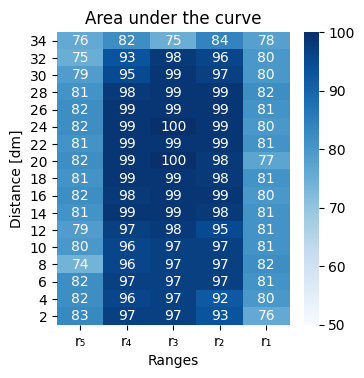 Area under the curve
34 76 82 75 84 78
32 75 93 98 96 80
30 79 95 99 97 80
28 81 98 99 99 82
26 82 99 99 99 81
24 82 99 100 99 80
22 81 99 99 99 81
20 82 99 100 98 77
18 81 99 99 98 81
16 82 98 99 99 80
14 81 99 99 98 81
12 79 97 98 95 81
10 80 96 97 97 81
8 74 96 97 97 82
6 82 97 97 97 81
4 82 96 97 92 80
2 83 97 97 93 76
r₅ r₄ r₃ r₂ r₁
Ranges
Distance [dm]
100
90
80
70
60
50